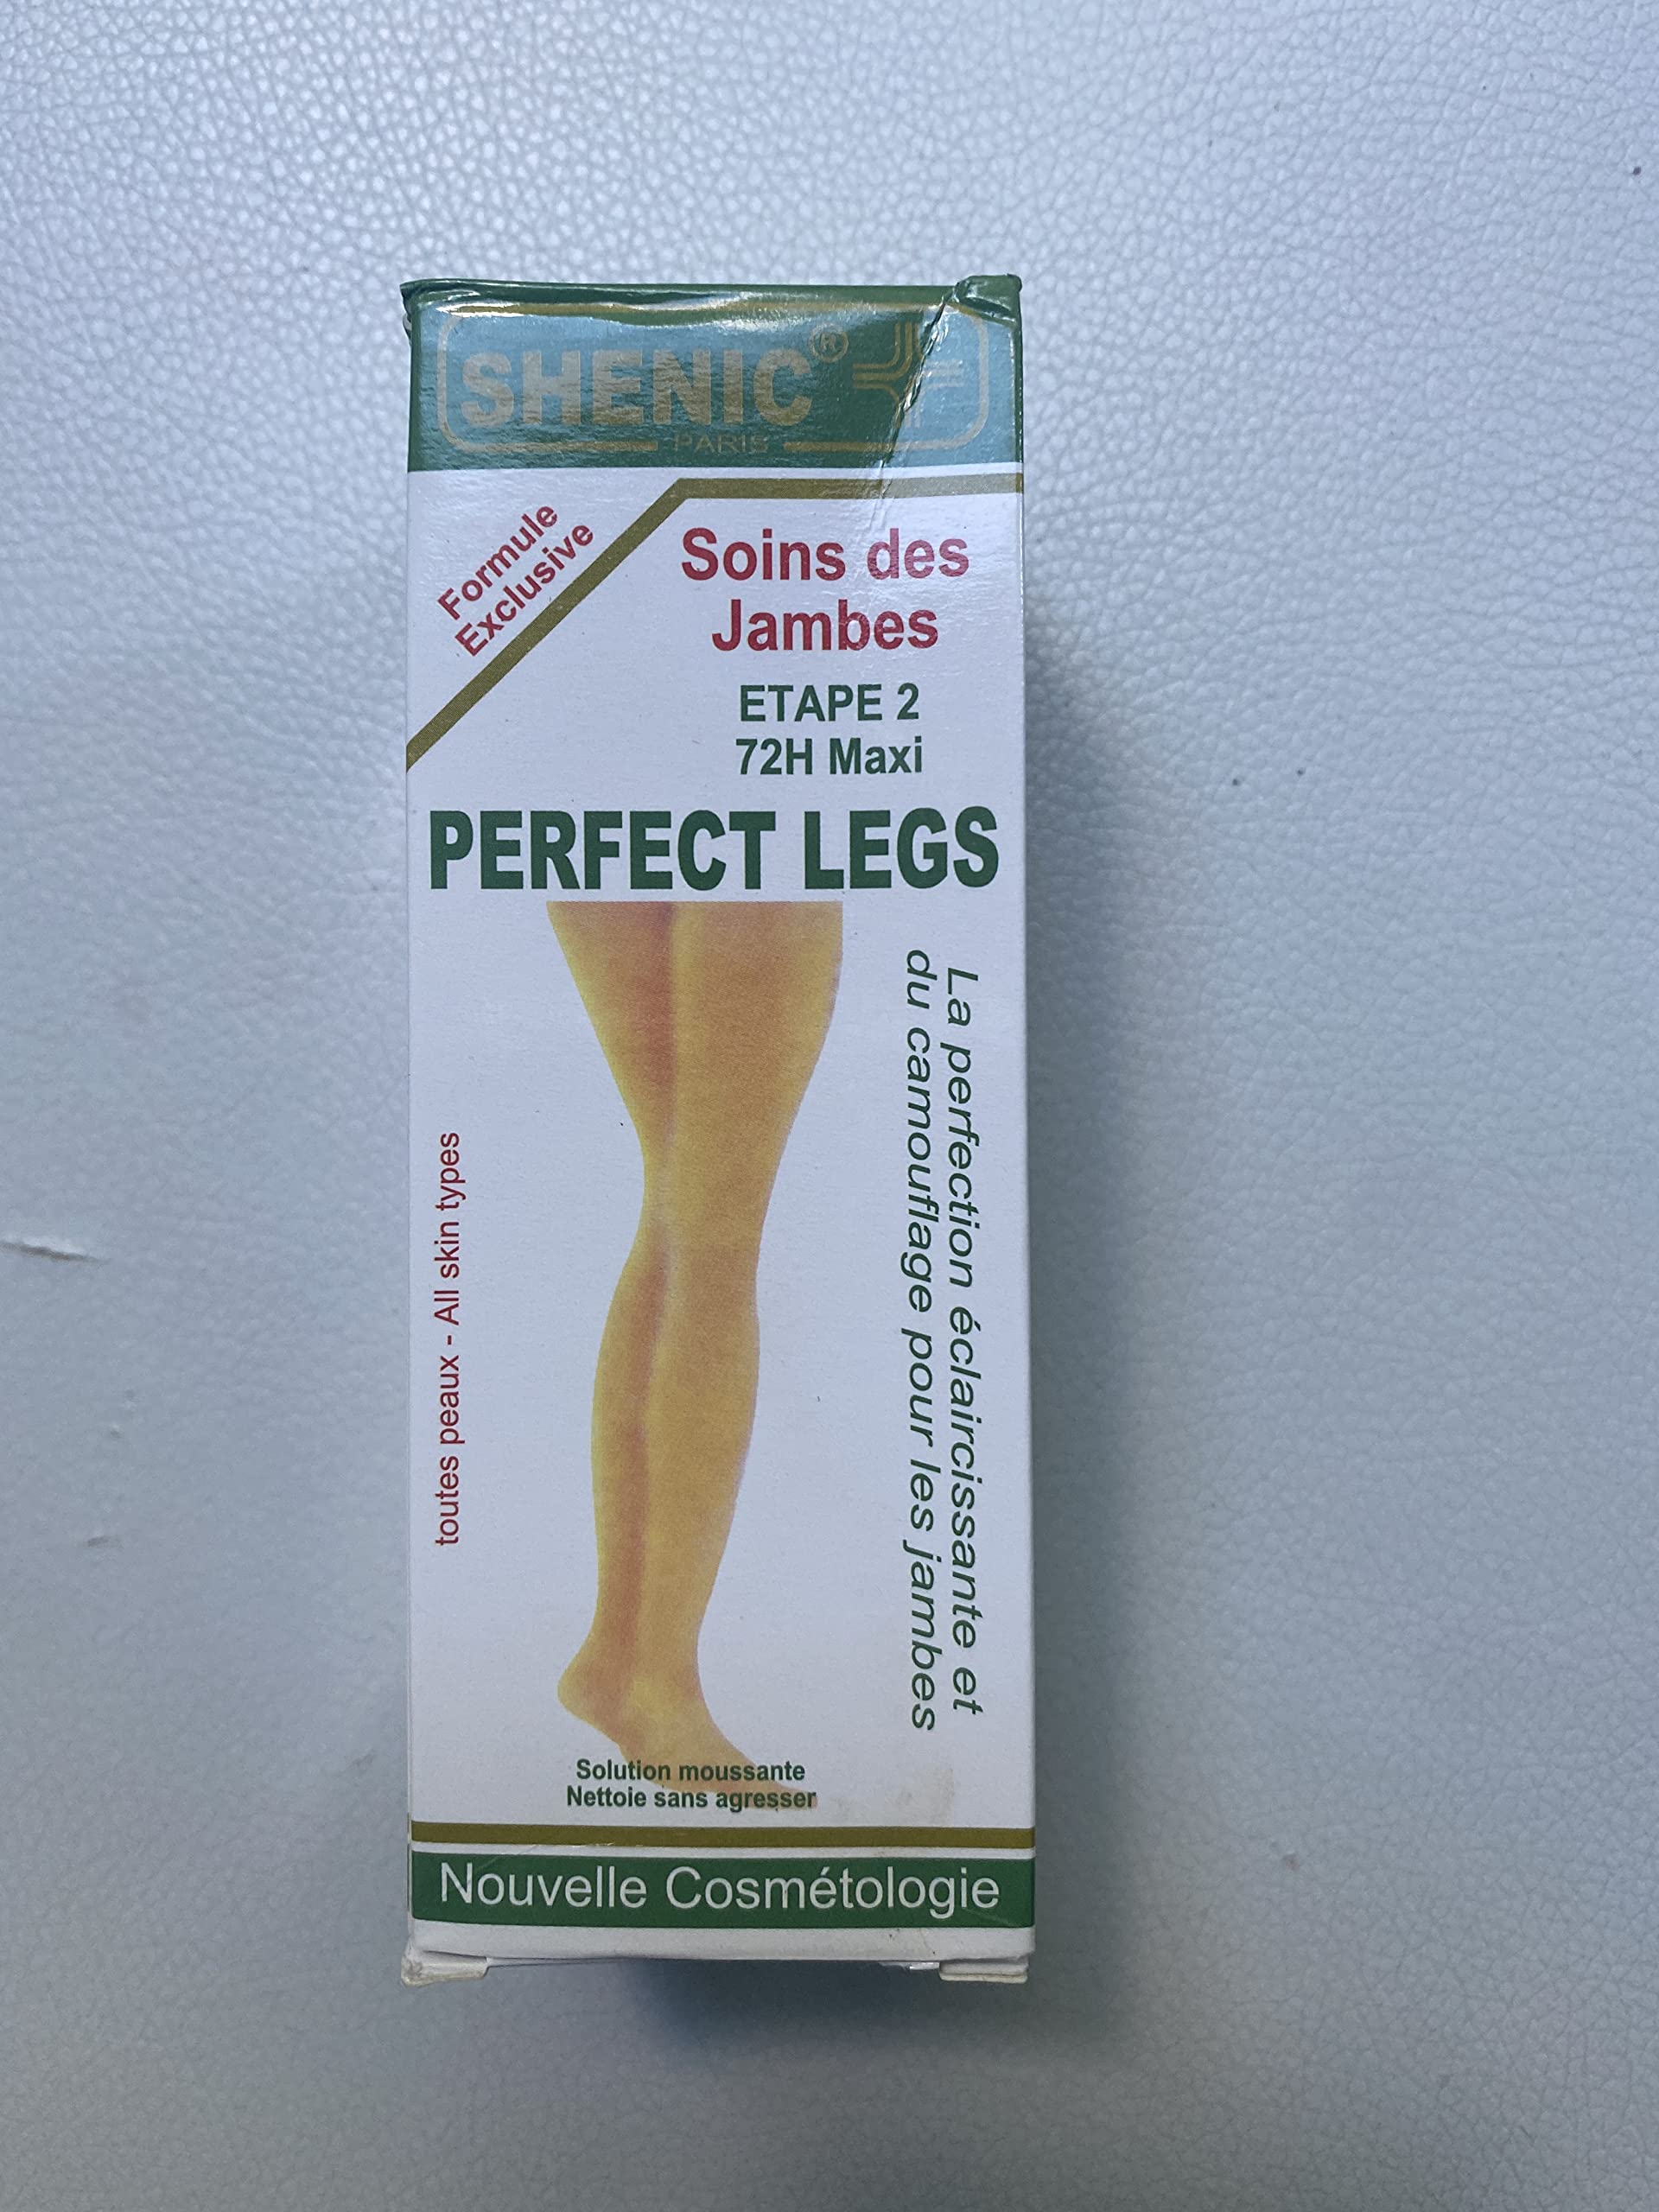 SHENIC®
PARIS
Formule
Exclusive
Soins des
Jambes
ETAPE 2
72H Maxi
PERFECT LEGS
La perfection éclaircissante et
du camouflage pour les jambes
toutes peaux - All skin types
Solution moussante
Nettoie sans agresser
Nouvelle Cosmétologie